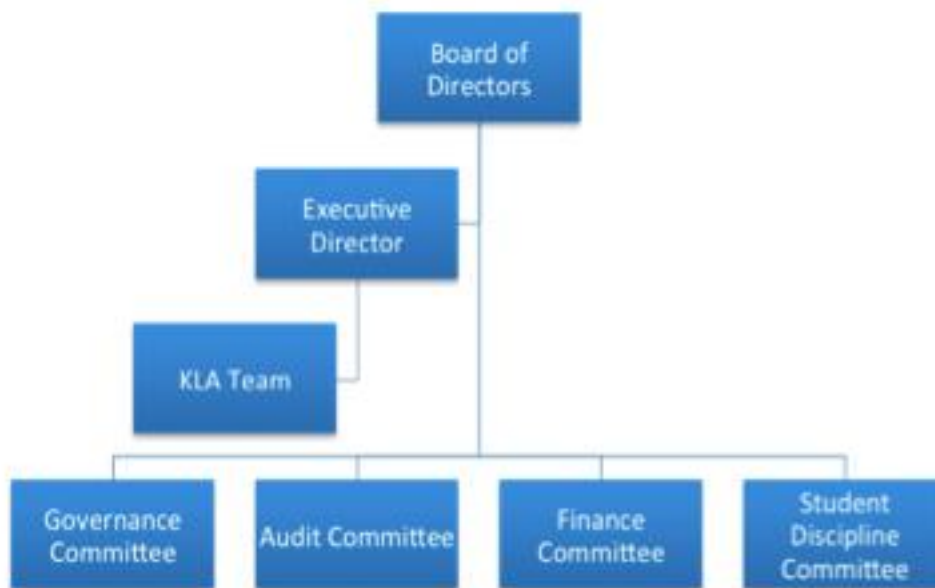 Board of
Directors
Executive
Director
KLA Team
Governance
Committee
Audit Committee
Finance
Committee
Student
Discipline
Committee